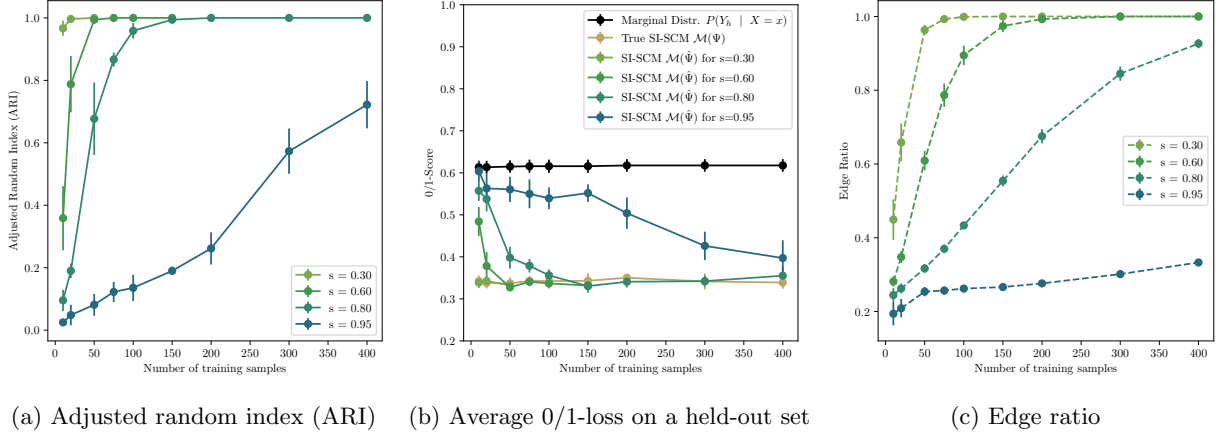 Adjusted Random Index (ARI)
1.0
0.8
0.6
0.4
0.2
0.0
s = 0.30
s = 0.60
s = 0.80
s = 0.95
0 50 100 150 200 250 300 350 400
Number of training samples
(a) Adjusted random index (ARI)
0/1-Score
1.0
0.9
0.8
0.7
0.6
0.5
0.4
0.3
0.2
Marginal Distr. P(Yₕ | X = x)
True SI-SCM ℳ(Ψ)
SI-SCM ℳ(Ψ̂) for s=0.30
SI-SCM ℳ(Ψ̂) for s=0.60
SI-SCM ℳ(Ψ̂) for s=0.80
SI-SCM ℳ(Ψ̂) for s=0.95
0 50 100 150 200 250 300 350 400
Number of training samples
(b) Average 0/1-loss on a held-out set
Edge Ratio
1.0
0.8
0.6
0.4
0.2
s = 0.30
s = 0.60
s = 0.80
s = 0.95
0 50 100 150 200 250 300 350 400
Number of training samples
(c) Edge ratio